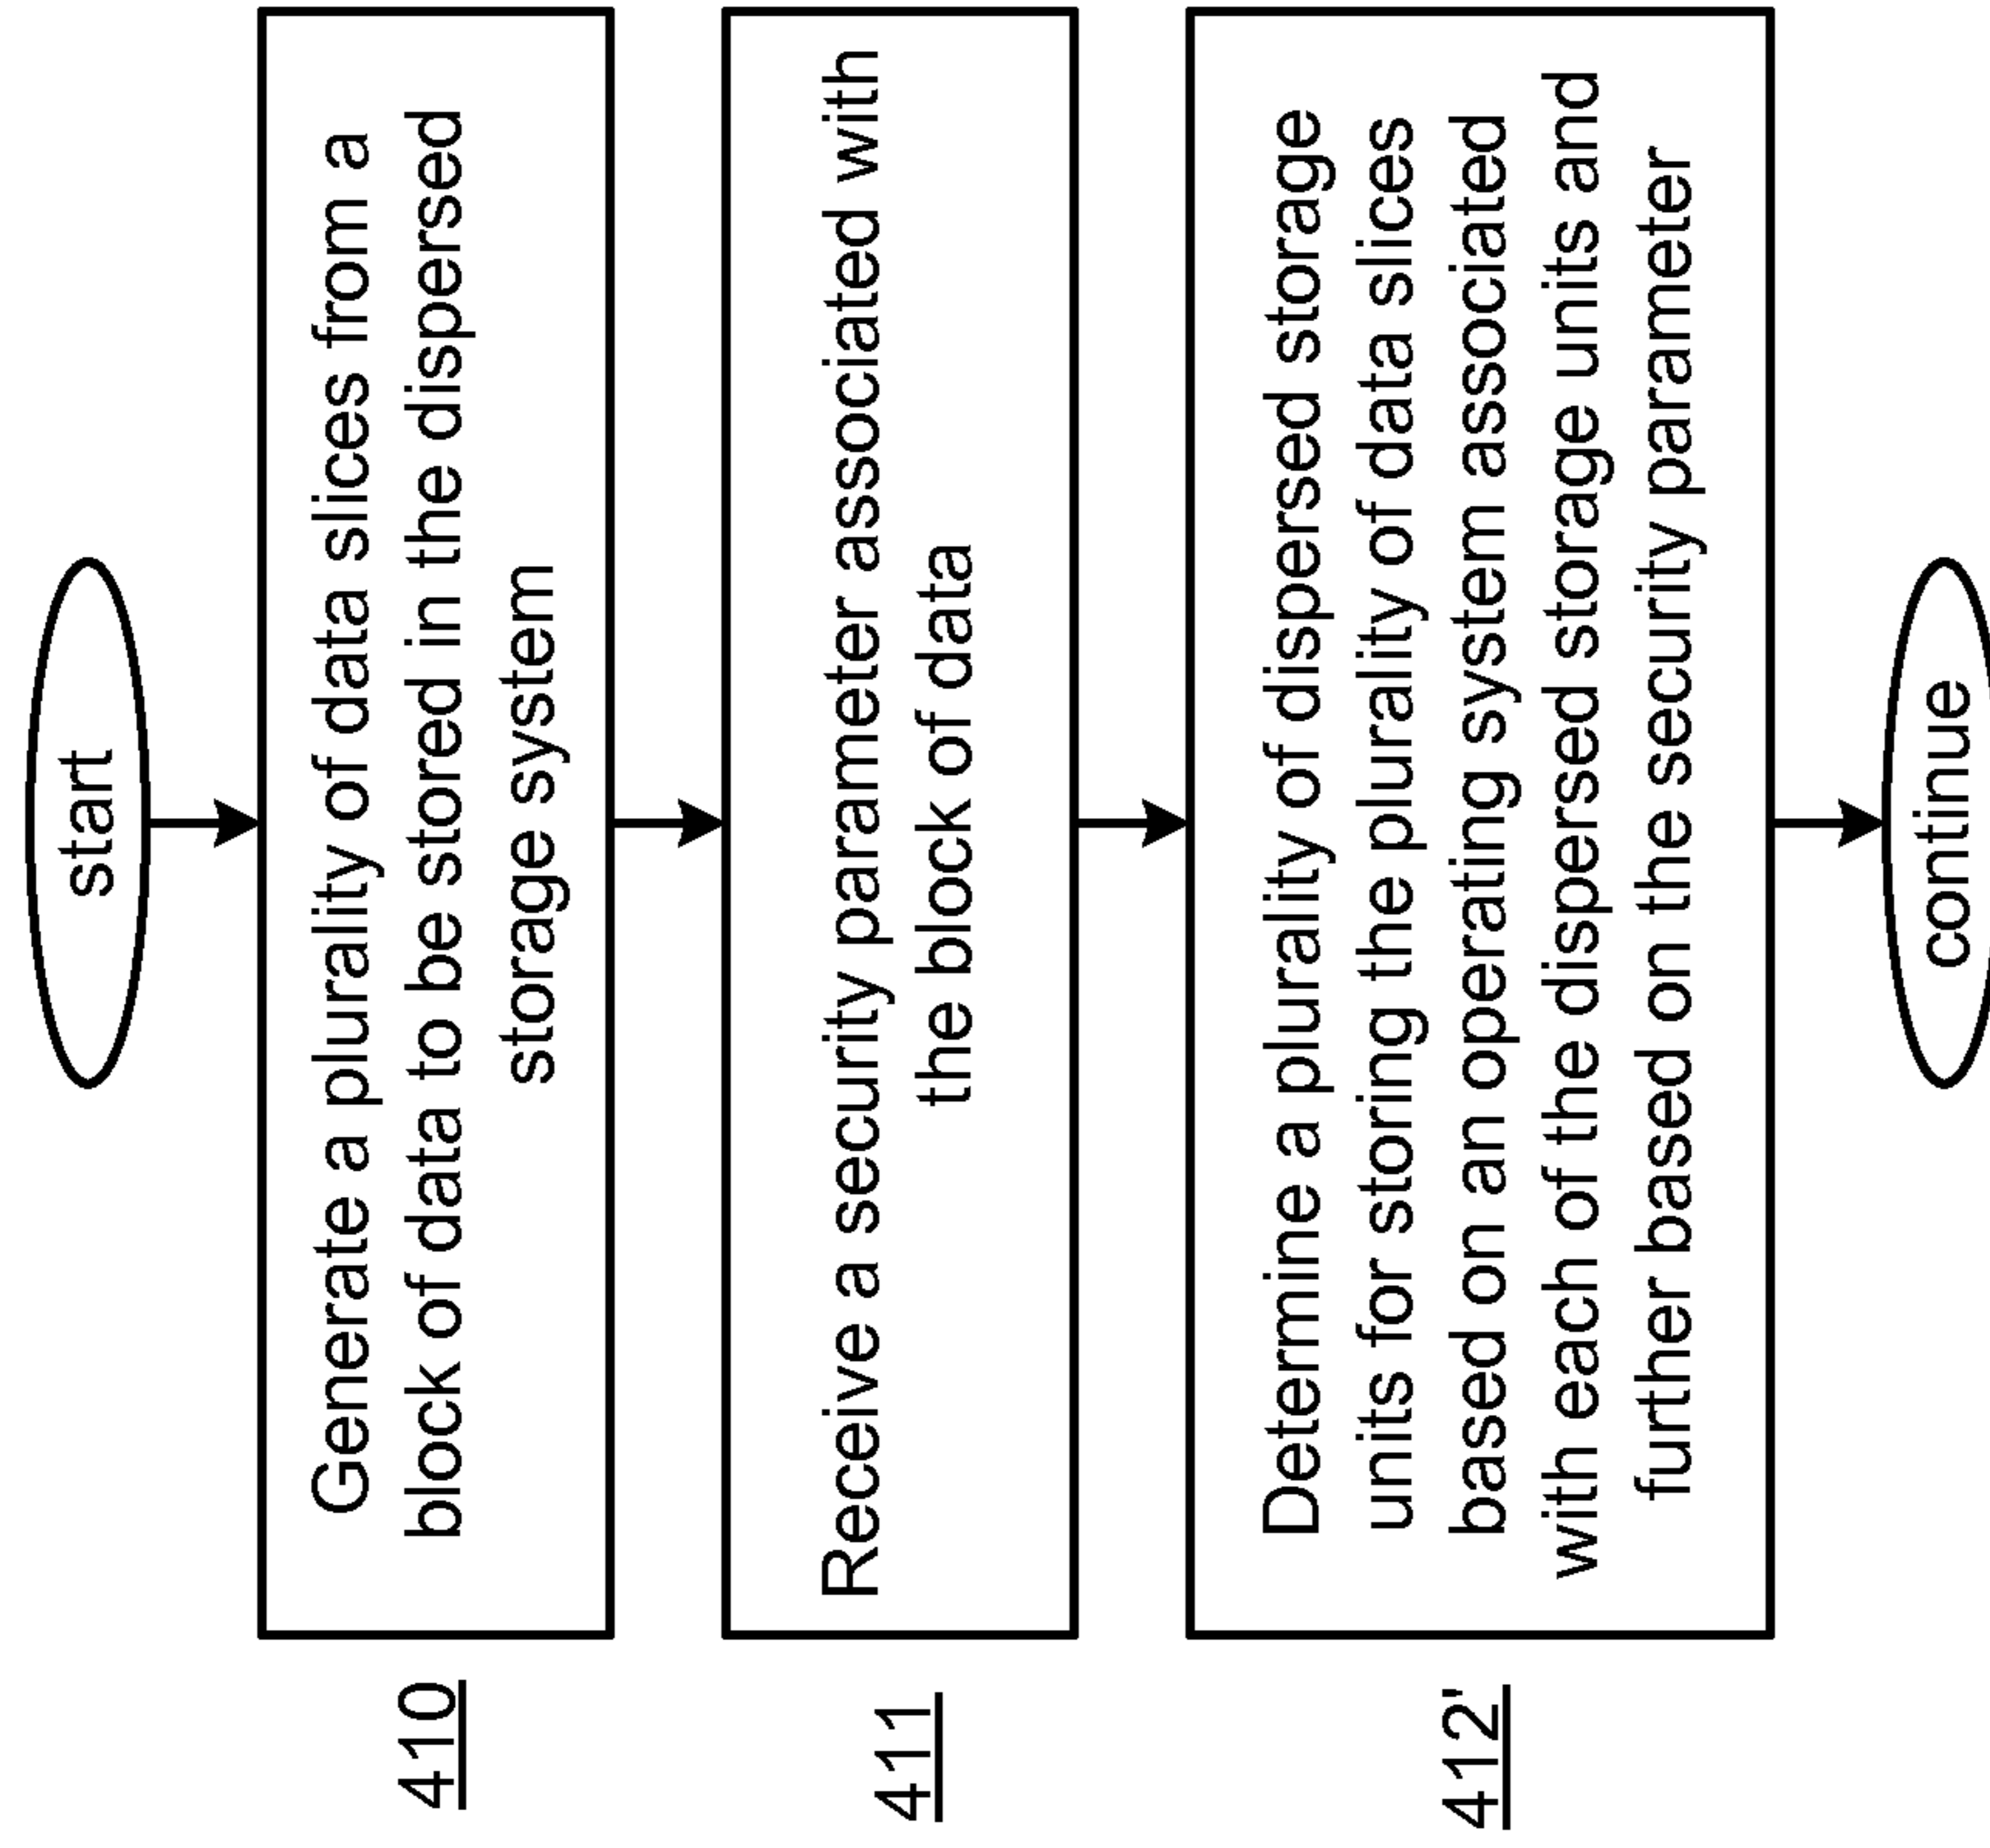 start
410
Generate a plurality of data slices from a
block of data to be stored in the dispersed
storage system
411
Receive a security parameter associated with
the block of data
412'
Determine a plurality of dispersed storage
units for storing the plurality of data slices
based on an operating system associated
with each of the dispersed storage units and
further based on the security parameter
continue